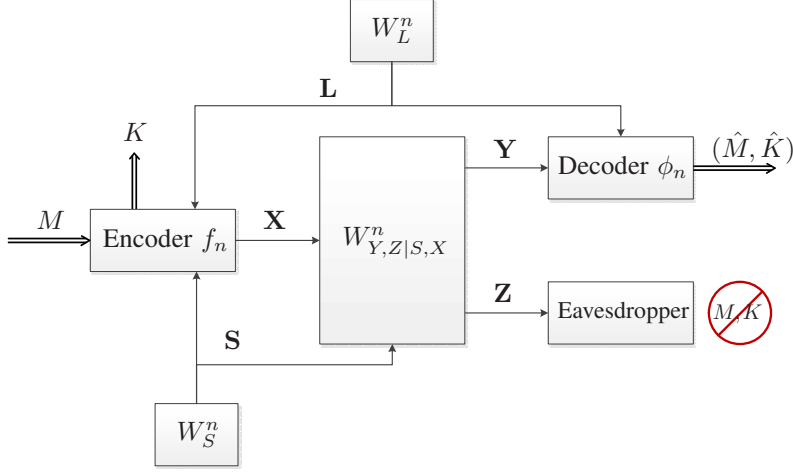 W_L^n
L
K
(M̂, K̂)
Y
Decoder ϕ_n
M
Encoder f_n
X
W_{Y,Z|S,X}^n
Z
Eavesdropper
M,K
S
W_S^n